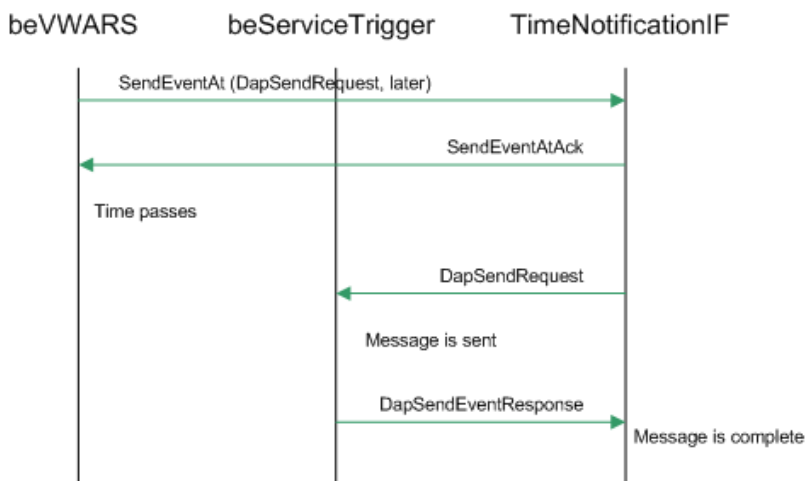 beVWARS beServiceTrigger TimeNotificationIF
SendEventAt (DapSendRequest, later)
SendEventAtAck
Time passes
DapSendRequest
Message is sent
DapSendEventResponse
Message is complete